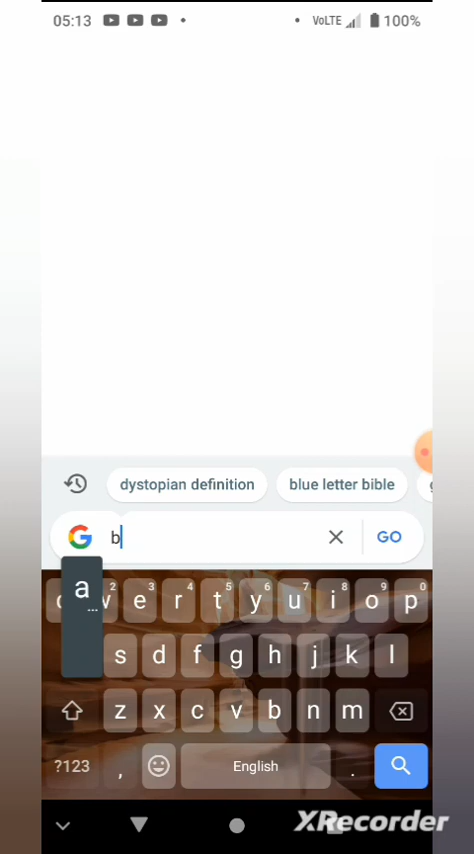 05:13 VoLTE 100%
dystopian definition blue letter bible
b GO
a
w 2 e 3 r 4 t 5 y 6 u 7 i 8 o 9 p 0
s d f g h j k l
z x c v b n m
?123 , English .
XRecorder